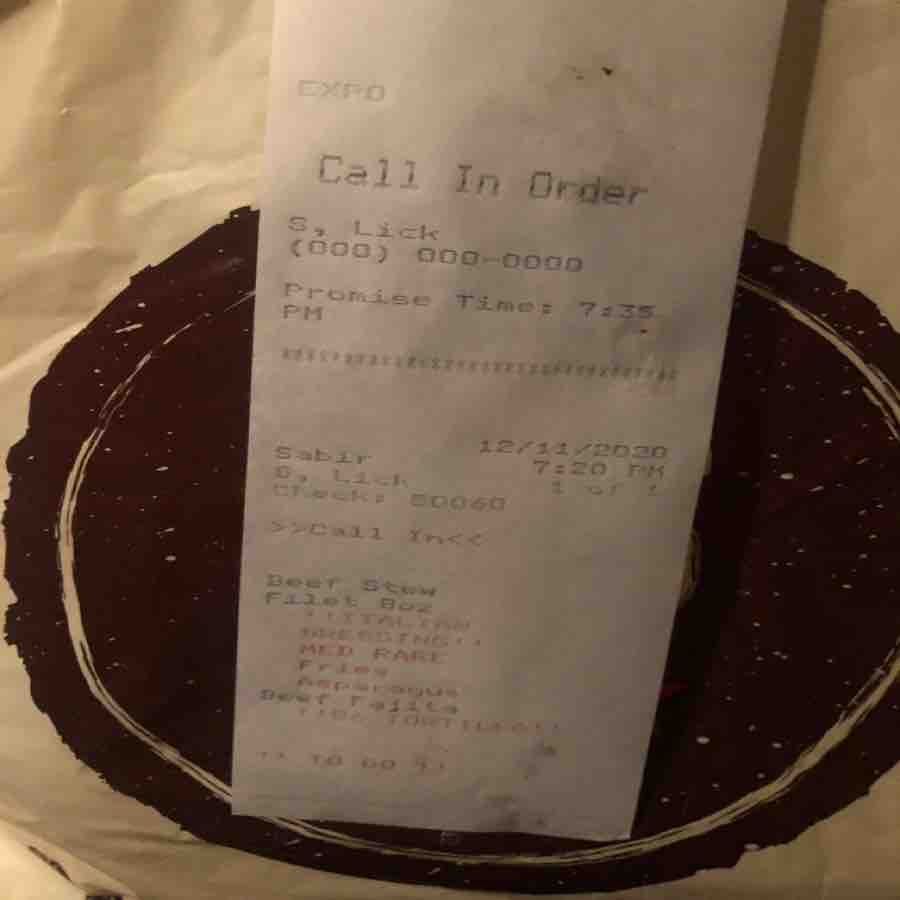 EXPO
Call In Order
S, Lick
(000) 000-0000
Promise Time: 7:35
PM
12/11/2020
Sabir 7:20 PM
S, Lick 1 of 1
Check: 50060
>>Call In<<
Beef Stew
Filet 8oz
!!ITALIAN
DRESSING!!
MED RARE
Fries
Asparagus
Beef Fajita
TO GO